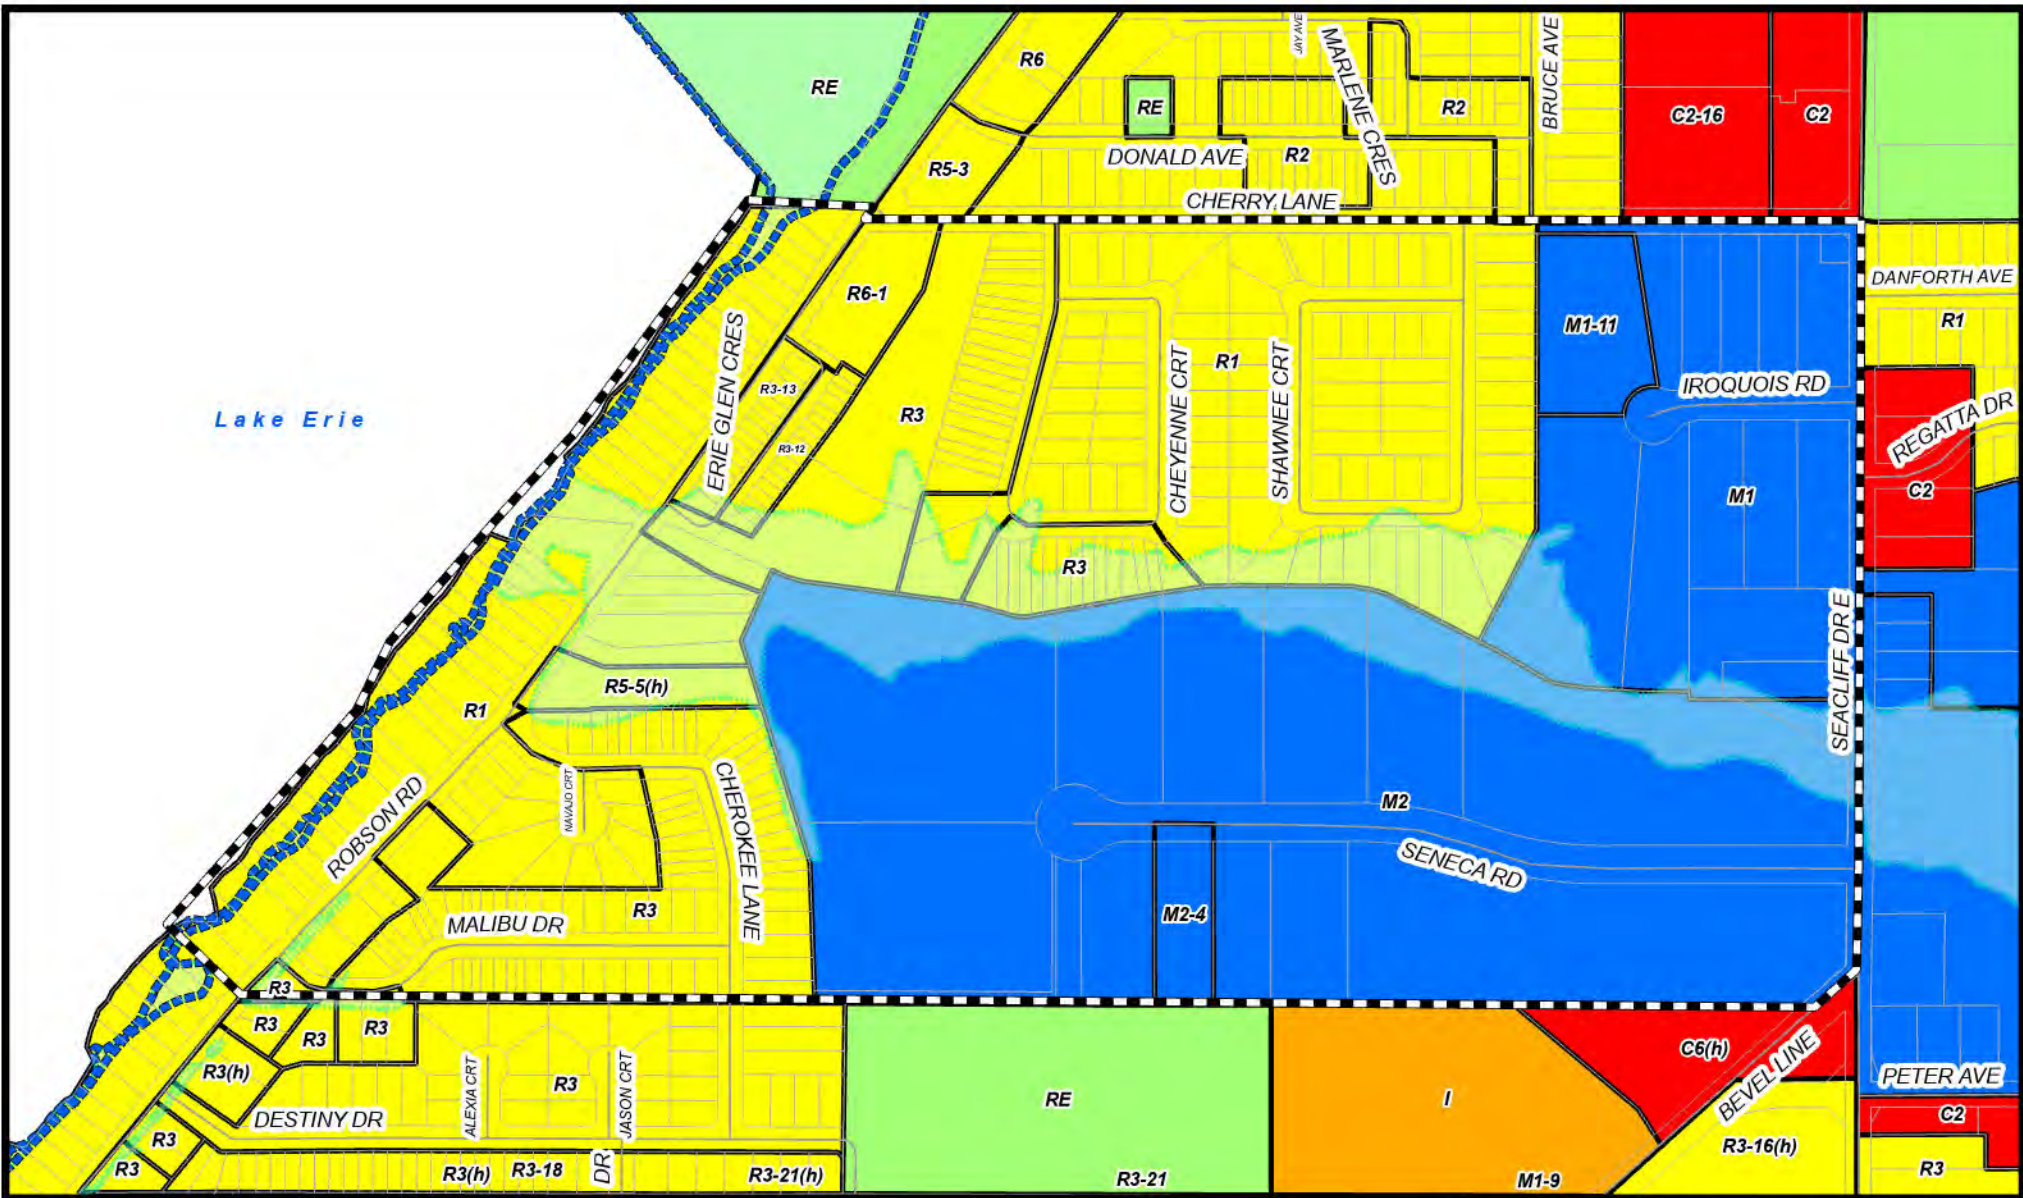 JAY AVE
R6
RE
MARLENE CRES
BRUCE AVE
RE
R2
C2-16
C2
DONALD AVE
R2
R5-3
CHERRY LANE
DANFORTH AVE
R6-1
R1
M1-11
R1
ERIE GLEN CRES
CHEYENNE CRT
SHAWNEE CRT
IROQUOIS RD
R3-13
REGATTA DR
Lake Erie
R3
R3-12
C2
M1
R3
SEACLIFF DR E
R5-5(h)
R1
NAVAJO CRT
CHEROKEE LANE
ROBSON RD
M2
SENECA RD
M2-4
MALIBU DR
R3
R3
R3
R3
R3
C6(h)
BEVEL LINE
R3(h)
ALEXIA CRT
R3
JASON CRT
PETER AVE
RE
I
DESTINY DR
C2
R3
R3-16(h)
R3
R3(h)
R3-18
DR
R3-21(h)
R3-21
M1-9
R3